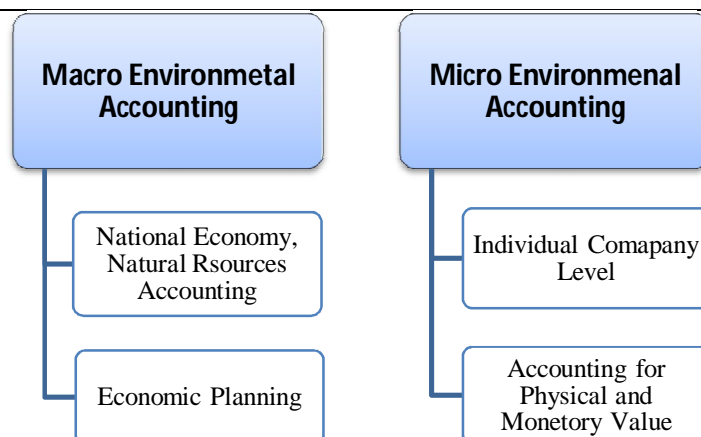 Macro Environmetal
Accounting
National Economy,
Natural Rsources
Accounting
Economic Planning
Micro Environmenal
Accounting
Individual Comapany
Level
Accounting for
Physical and
Monetory Value